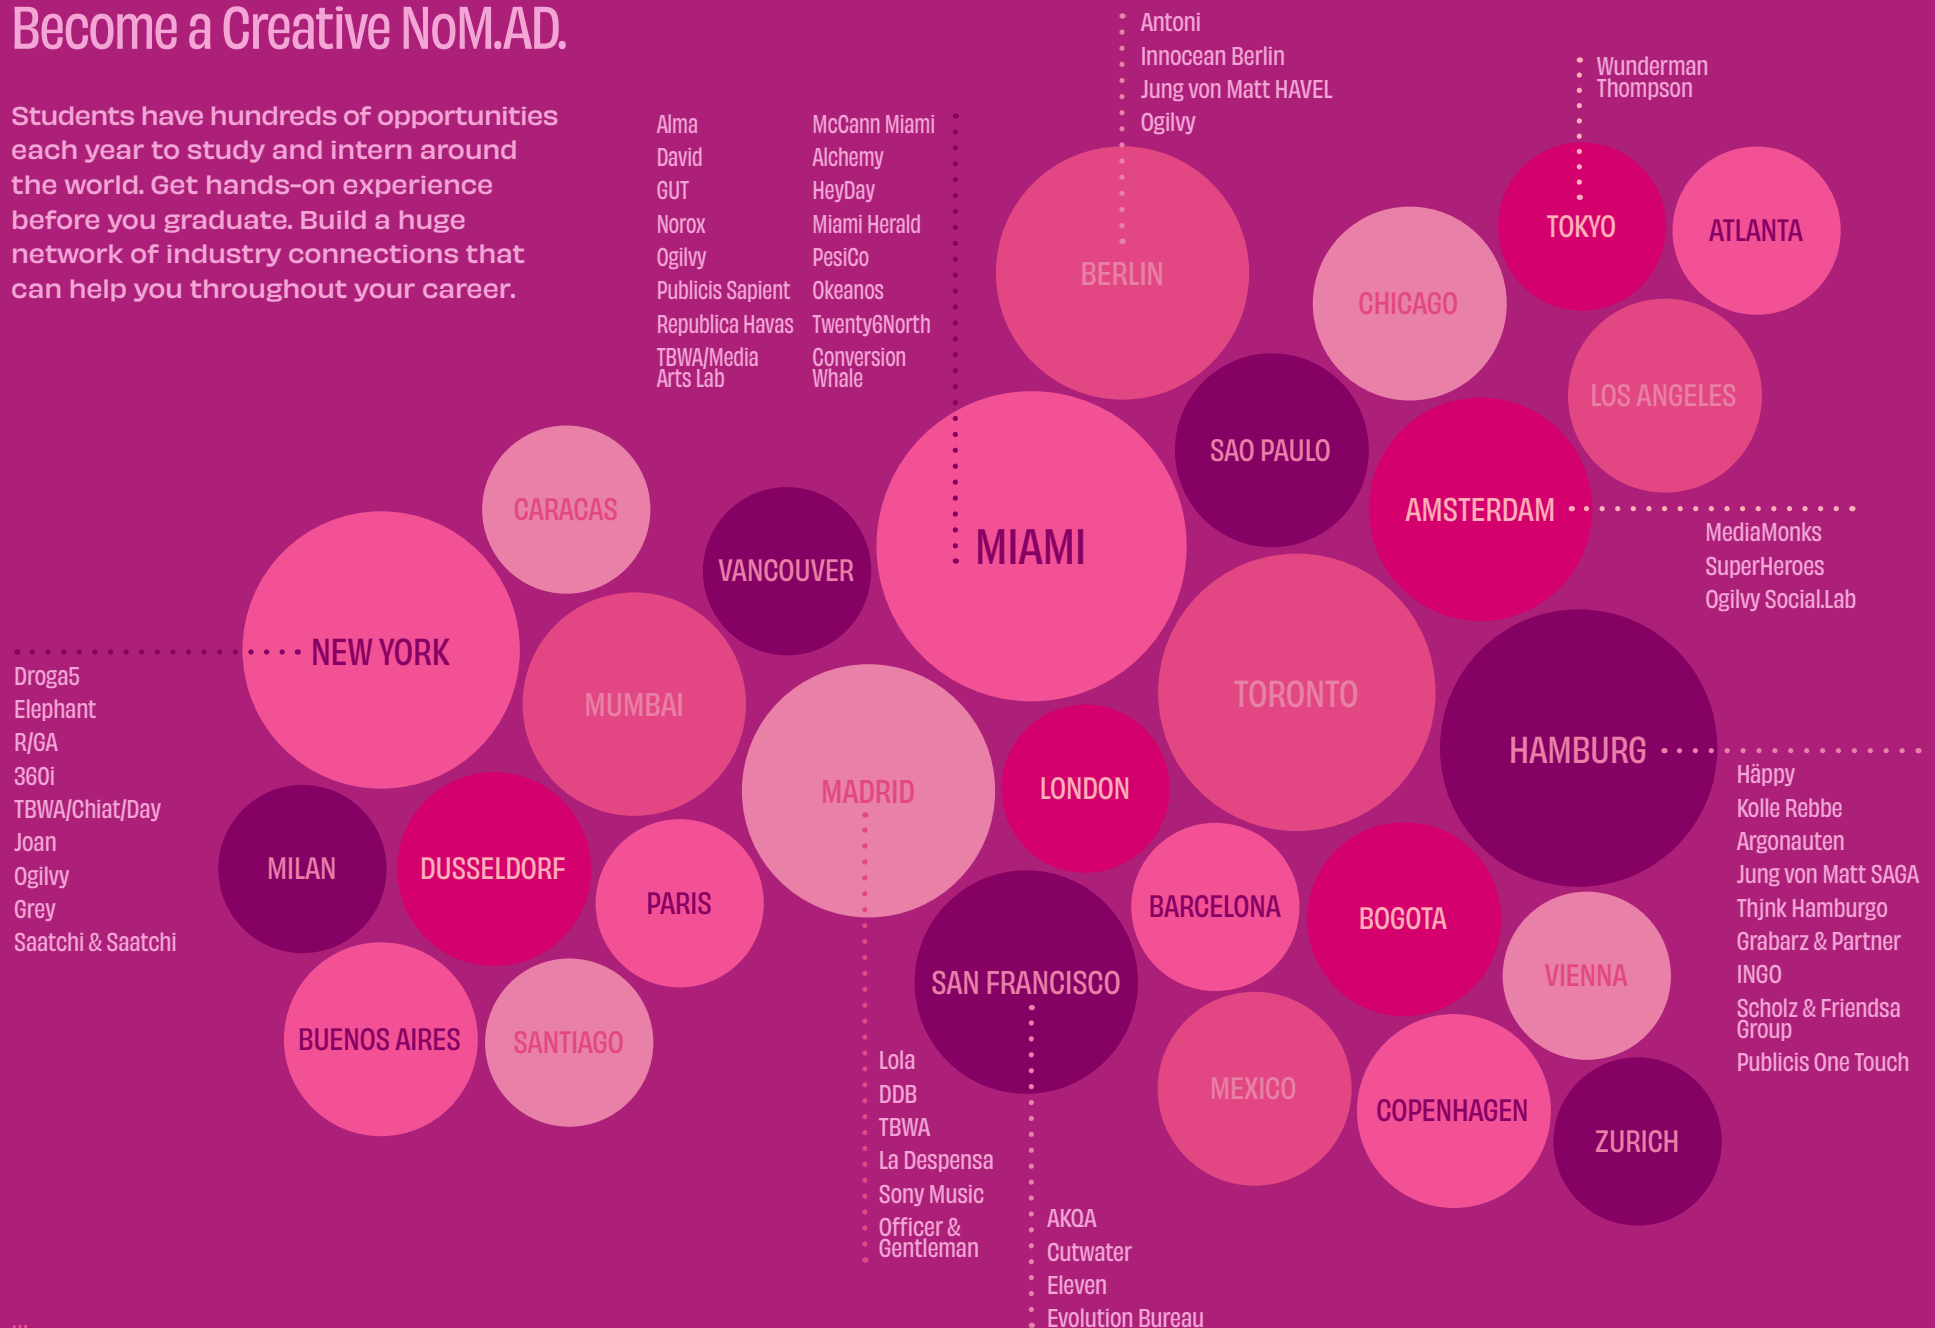 Become a Creative NoM.AD.
Students have hundreds of opportunities
each year to study and intern around
the world. Get hands-on experience
before you graduate. Build a huge
network of industry connections that
can help you throughout your career.
Alma
David
GUT
Norox
Ogilvy
Publicis Sapient
Republica Havas
TBWA/Media
Arts Lab
McCann Miami
Alchemy
HeyDay
Miami Herald
PesiCo
Okeanos
Twenty6North
Conversion
Whale
Antoni
Innocean Berlin
Jung von Matt HAVEL
Ogilvy
Wunderman
Thompson
BERLIN
CHICAGO
TOKYO
ATLANTA
LOS ANGELES
SAO PAULO
AMSTERDAM
MediaMonks
SuperHeroes
Ogilvy Social.Lab
CARACAS
VANCOUVER
MIAMI
NEW YORK
Droga5
Elephant
R/GA
360i
TBWA/Chiat/Day
Joan
Ogilvy
Grey
Saatchi & Saatchi
MUMBAI
MADRID
LONDON
TORONTO
HAMBURG
Häppy
Kolle Rebbe
Argonauten
Jung von Matt SAGA
Thjnk Hamburgo
Grabarz & Partner
INGO
Scholz & Friendsa
Group
Publicis One Touch
MILAN
DUSSELDORF
PARIS
BARCELONA
BOGOTA
VIENNA
SAN FRANCISCO
BUENOS AIRES
SANTIAGO
MEXICO
COPENHAGEN
ZURICH
Lola
DDB
TBWA
La Despensa
Sony Music
Officer &
Gentleman
AKQA
Cutwater
Eleven
Evolution Bureau